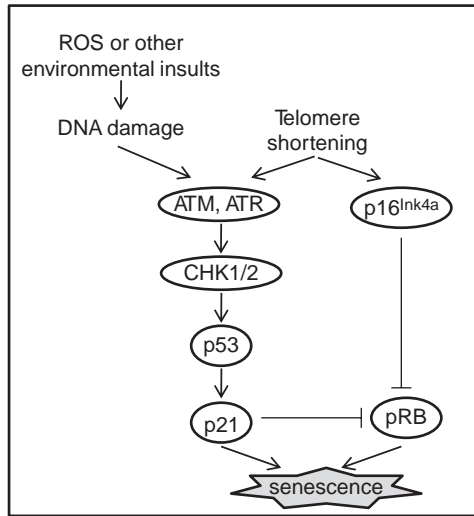 ROS or other
environmental insults
DNA damage
Telomere
shortening
ATM, ATR
p16Ink4a
CHK1/2
p53
p21
pRB
senescence